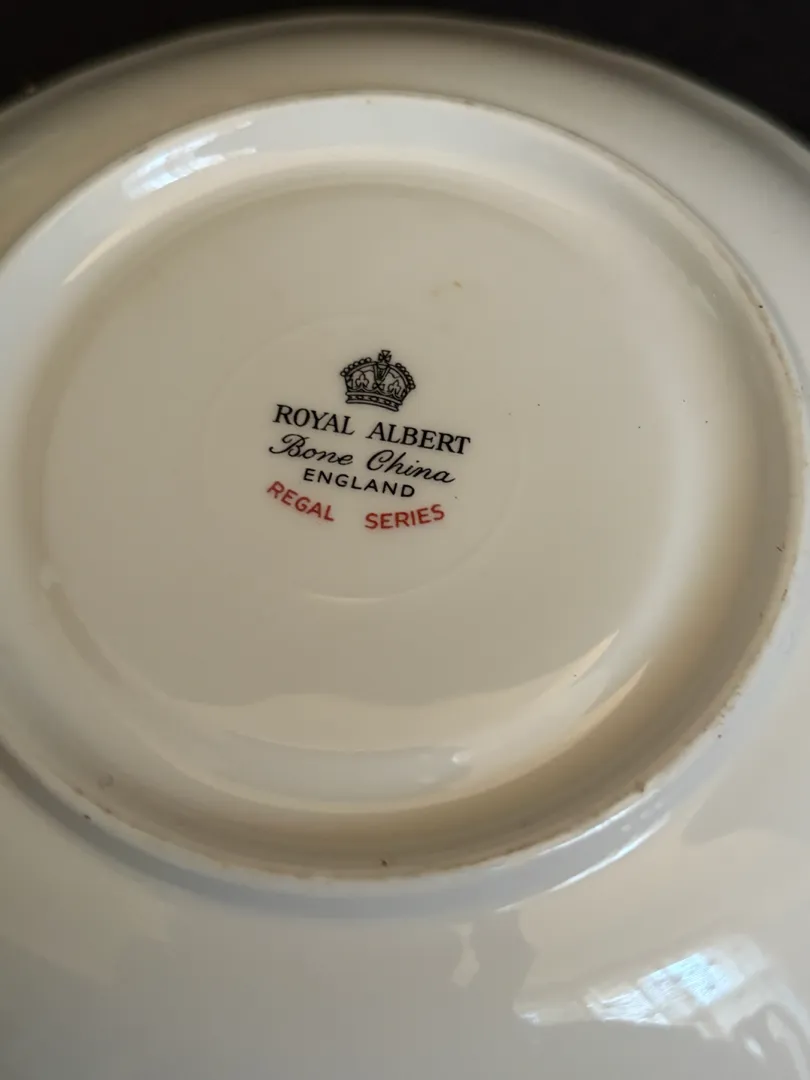 ROYAL ALBERT
Bone China
ENGLAND
REGAL SERIES